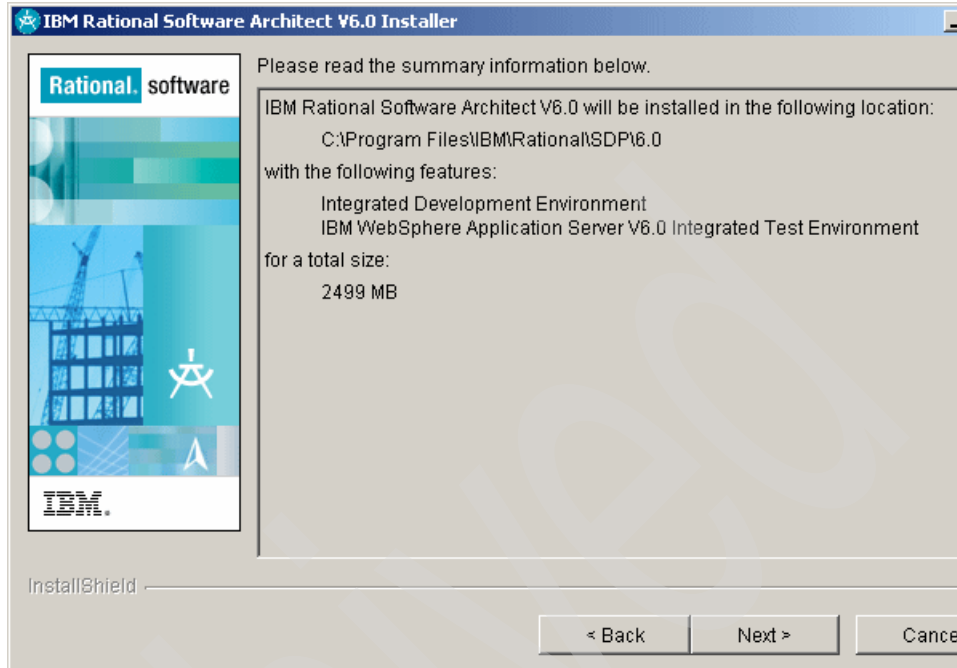 IBM Rational Software Architect V6.0 Installer
Rational. software
Please read the summary information below.
IBM Rational Software Architect V6.0 will be installed in the following location:
C:\Program Files\IBM\Rational\SDP\6.0
with the following features:
Integrated Development Environment
IBM WebSphere Application Server V6.0 Integrated Test Environment
for a total size:
2499 MB
IBM.
InstallShield
< Back
Next >
Cance